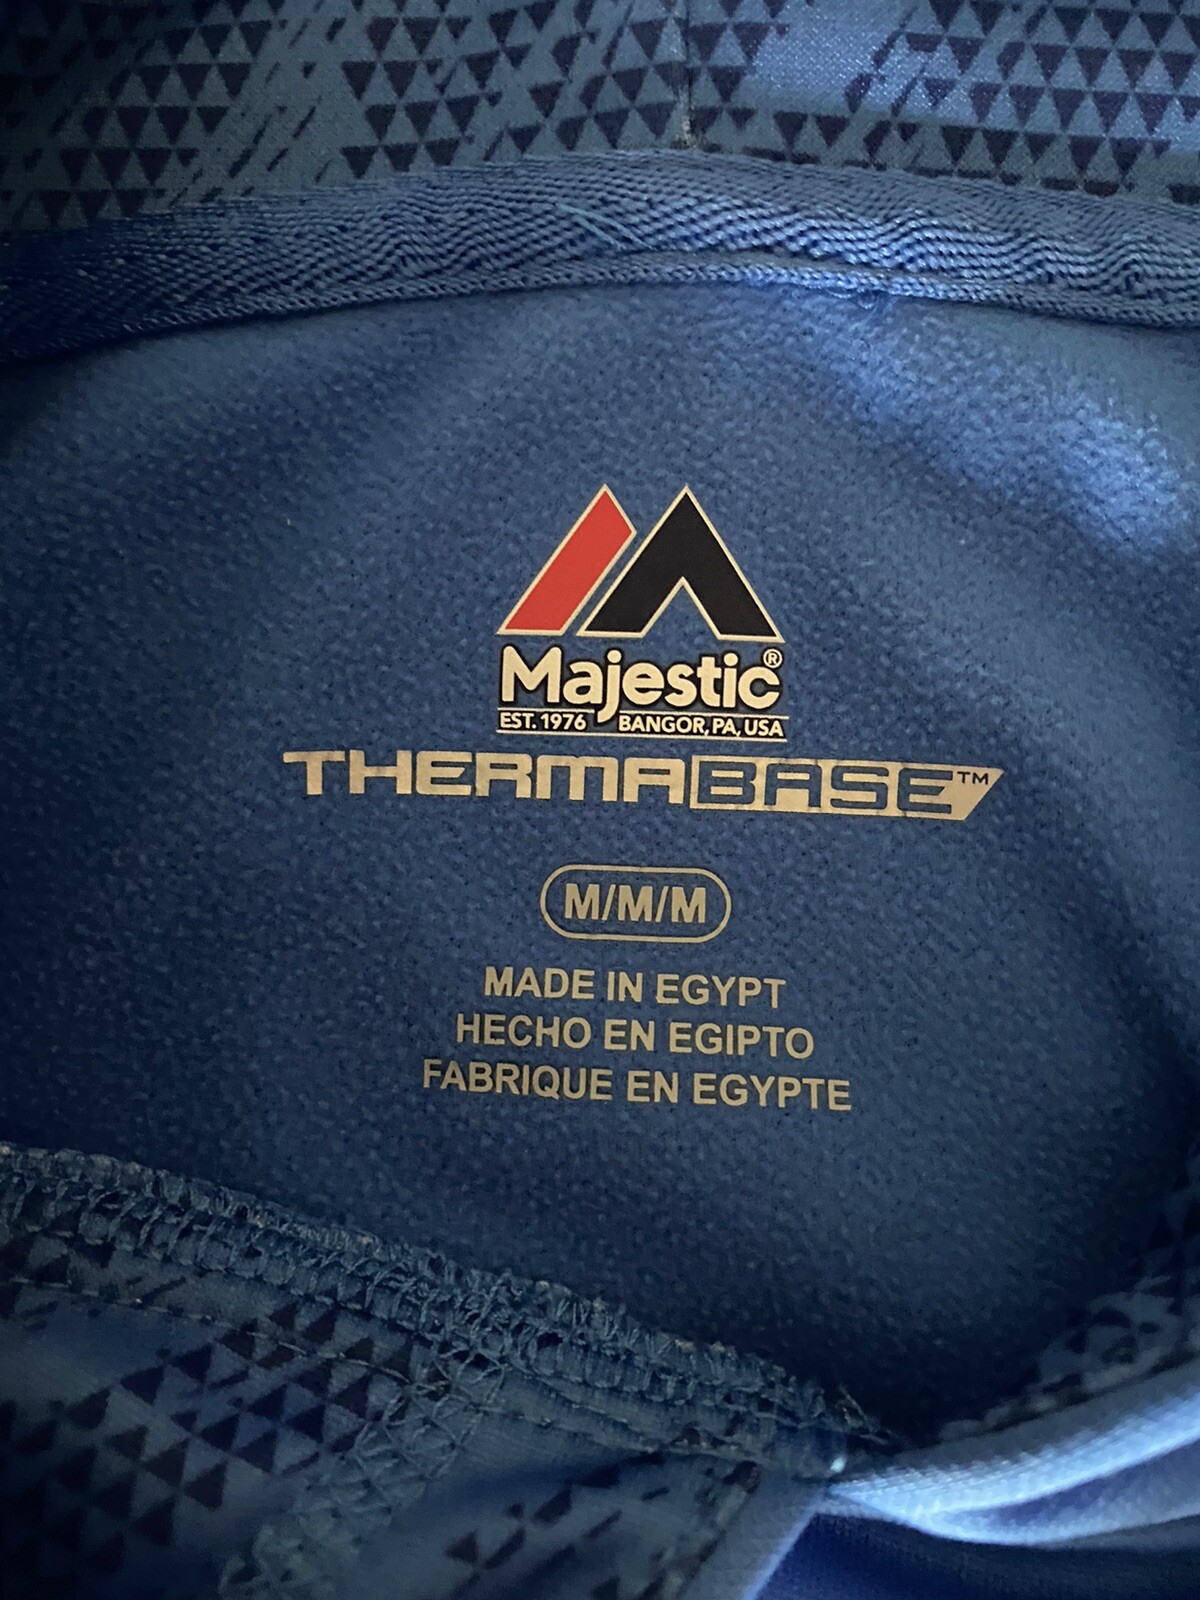 Majestic®
EST. 1976 BANGOR, PA, USA
THERMABASE™
M/M/M
MADE IN EGYPT
HECHO EN EGIPTO
FABRIQUE EN EGYPTE